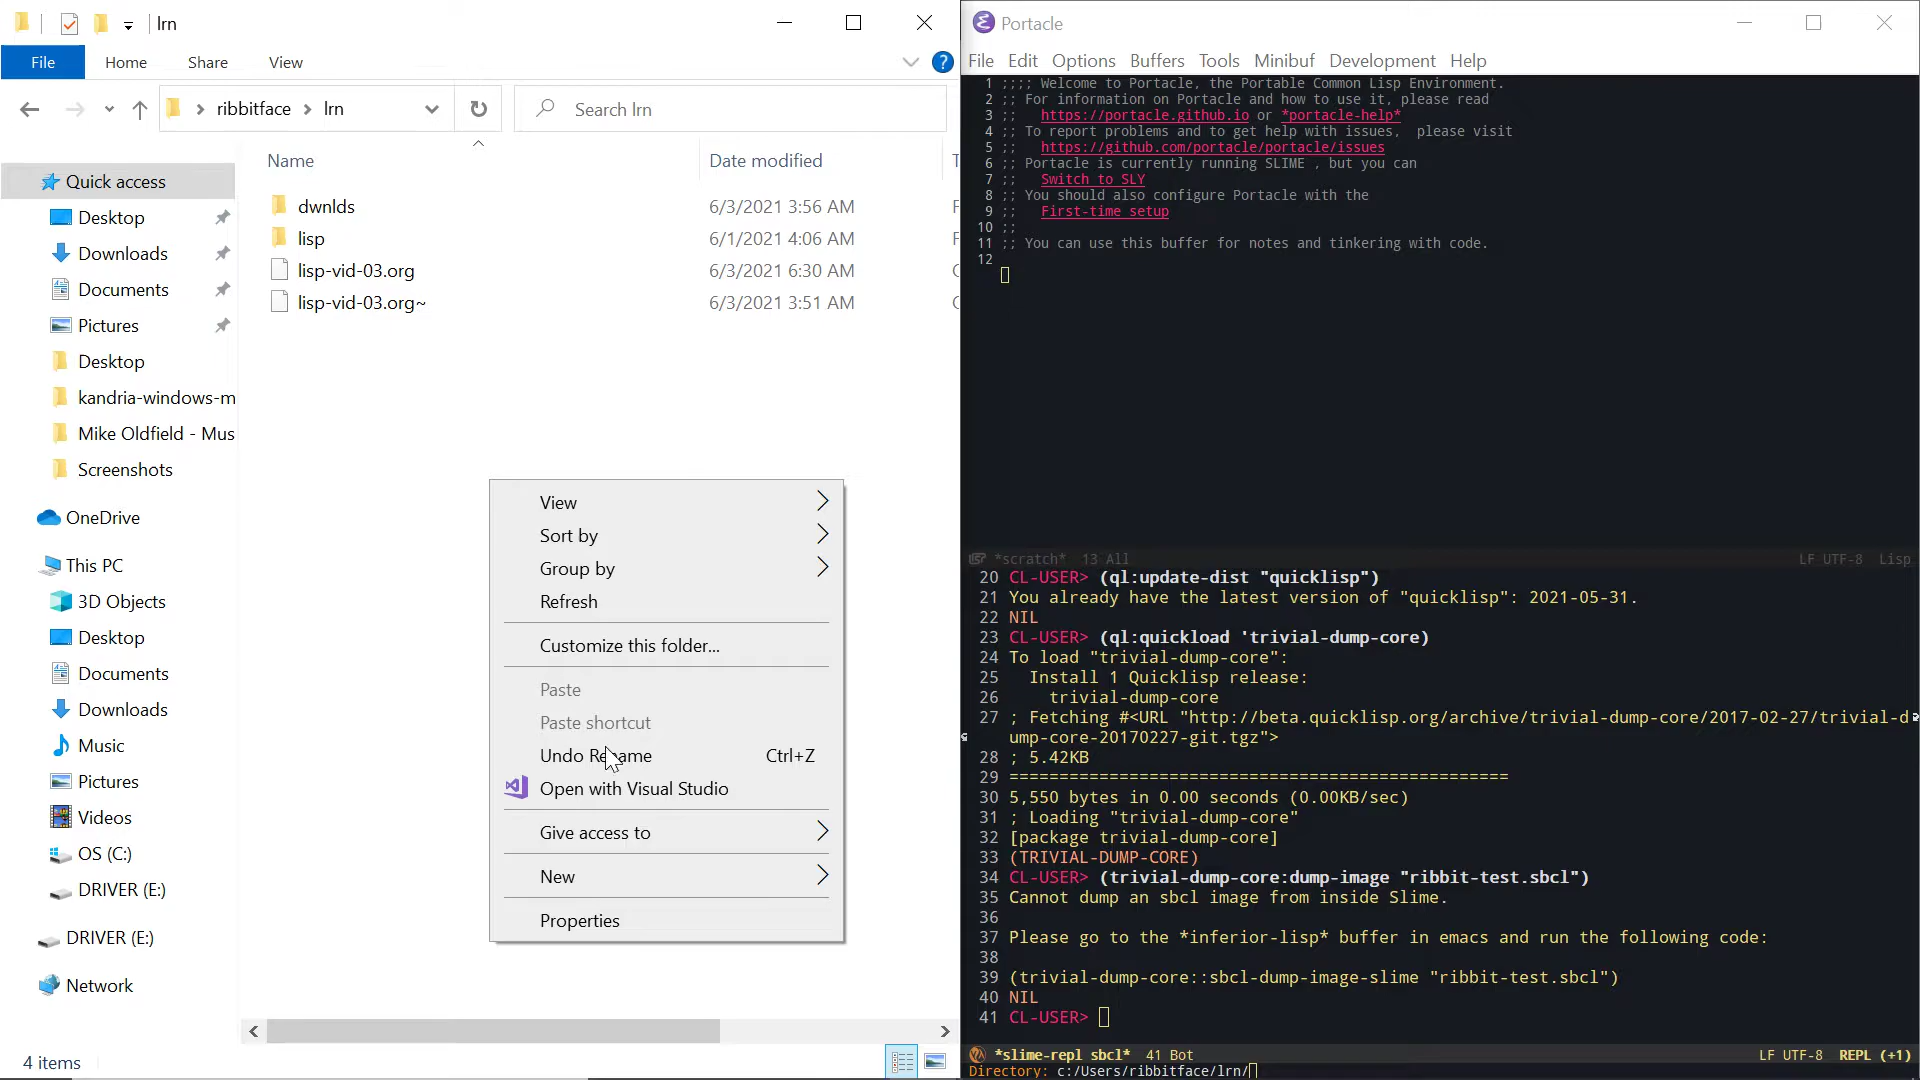 lrn
File
Home
Share
View
ribbitface
lrn
Search lrn
Name
Date modified
Quick access
Desktop
Downloads
Documents
Pictures
Desktop
kandria-windows-m
Mike Oldfield - Mus
Screenshots
OneDrive
This PC
3D Objects
Desktop
Documents
Downloads
Music
Pictures
Videos
OS (C:)
DRIVER (E:)
DRIVER (E:)
Network
dwnlds 6/3/2021 3:56 AM
lisp 6/1/2021 4:06 AM
lisp-vid-03.org 6/3/2021 6:30 AM
lisp-vid-03.org~ 6/3/2021 3:51 AM
View
Sort by
Group by
Refresh
Customize this folder...
Paste
Paste shortcut
Undo Rename Ctrl+Z
Open with Visual Studio
Give access to
New
Properties
4 items
Portacle
File Edit Options Buffers Tools Minibuf Development Help
1 ;;;; Welcome to Portacle, the Portable Common Lisp Environment.
2 ;; For information on Portacle and how to use it, please read
3 ;; https://portacle.github.io or *portacle-help*
4 ;; To report problems and to get help with issues, please visit
5 ;; https://github.com/portacle/portacle/issues
6 ;; Portacle is currently running SLIME , but you can
7 ;; Switch to SLY
8 ;; You should also configure Portacle with the
9 ;; First-time setup
10 ;;
11 ;; You can use this buffer for notes and tinkering with code.
12
*scratch* 13 All LF UTF-8 Lisp
20 CL-USER> (ql:update-dist "quicklisp")
21 You already have the latest version of "quicklisp": 2021-05-31.
22 NIL
23 CL-USER> (ql:quickload 'trivial-dump-core)
24 To load "trivial-dump-core":
25 Install 1 Quicklisp release:
26 trivial-dump-core
27 ; Fetching #<URL "http://beta.quicklisp.org/archive/trivial-dump-core/2017-02-27/trivial-d
ump-core-20170227-git.tgz">
28 ; 5.42KB
29 ==================================================
30 5,550 bytes in 0.00 seconds (0.00KB/sec)
31 ; Loading "trivial-dump-core"
32 [package trivial-dump-core]
33 (TRIVIAL-DUMP-CORE)
34 CL-USER> (trivial-dump-core:dump-image "ribbit-test.sbcl")
35 Cannot dump an sbcl image from inside Slime.
36
37 Please go to the *inferior-lisp* buffer in emacs and run the following code:
38
39 (trivial-dump-core::sbcl-dump-image-slime "ribbit-test.sbcl")
40 NIL
41 CL-USER>
*slime-repl sbcl* 41 Bot LF UTF-8 REPL (+1)
Directory: c:/Users/ribbitface/lrn/